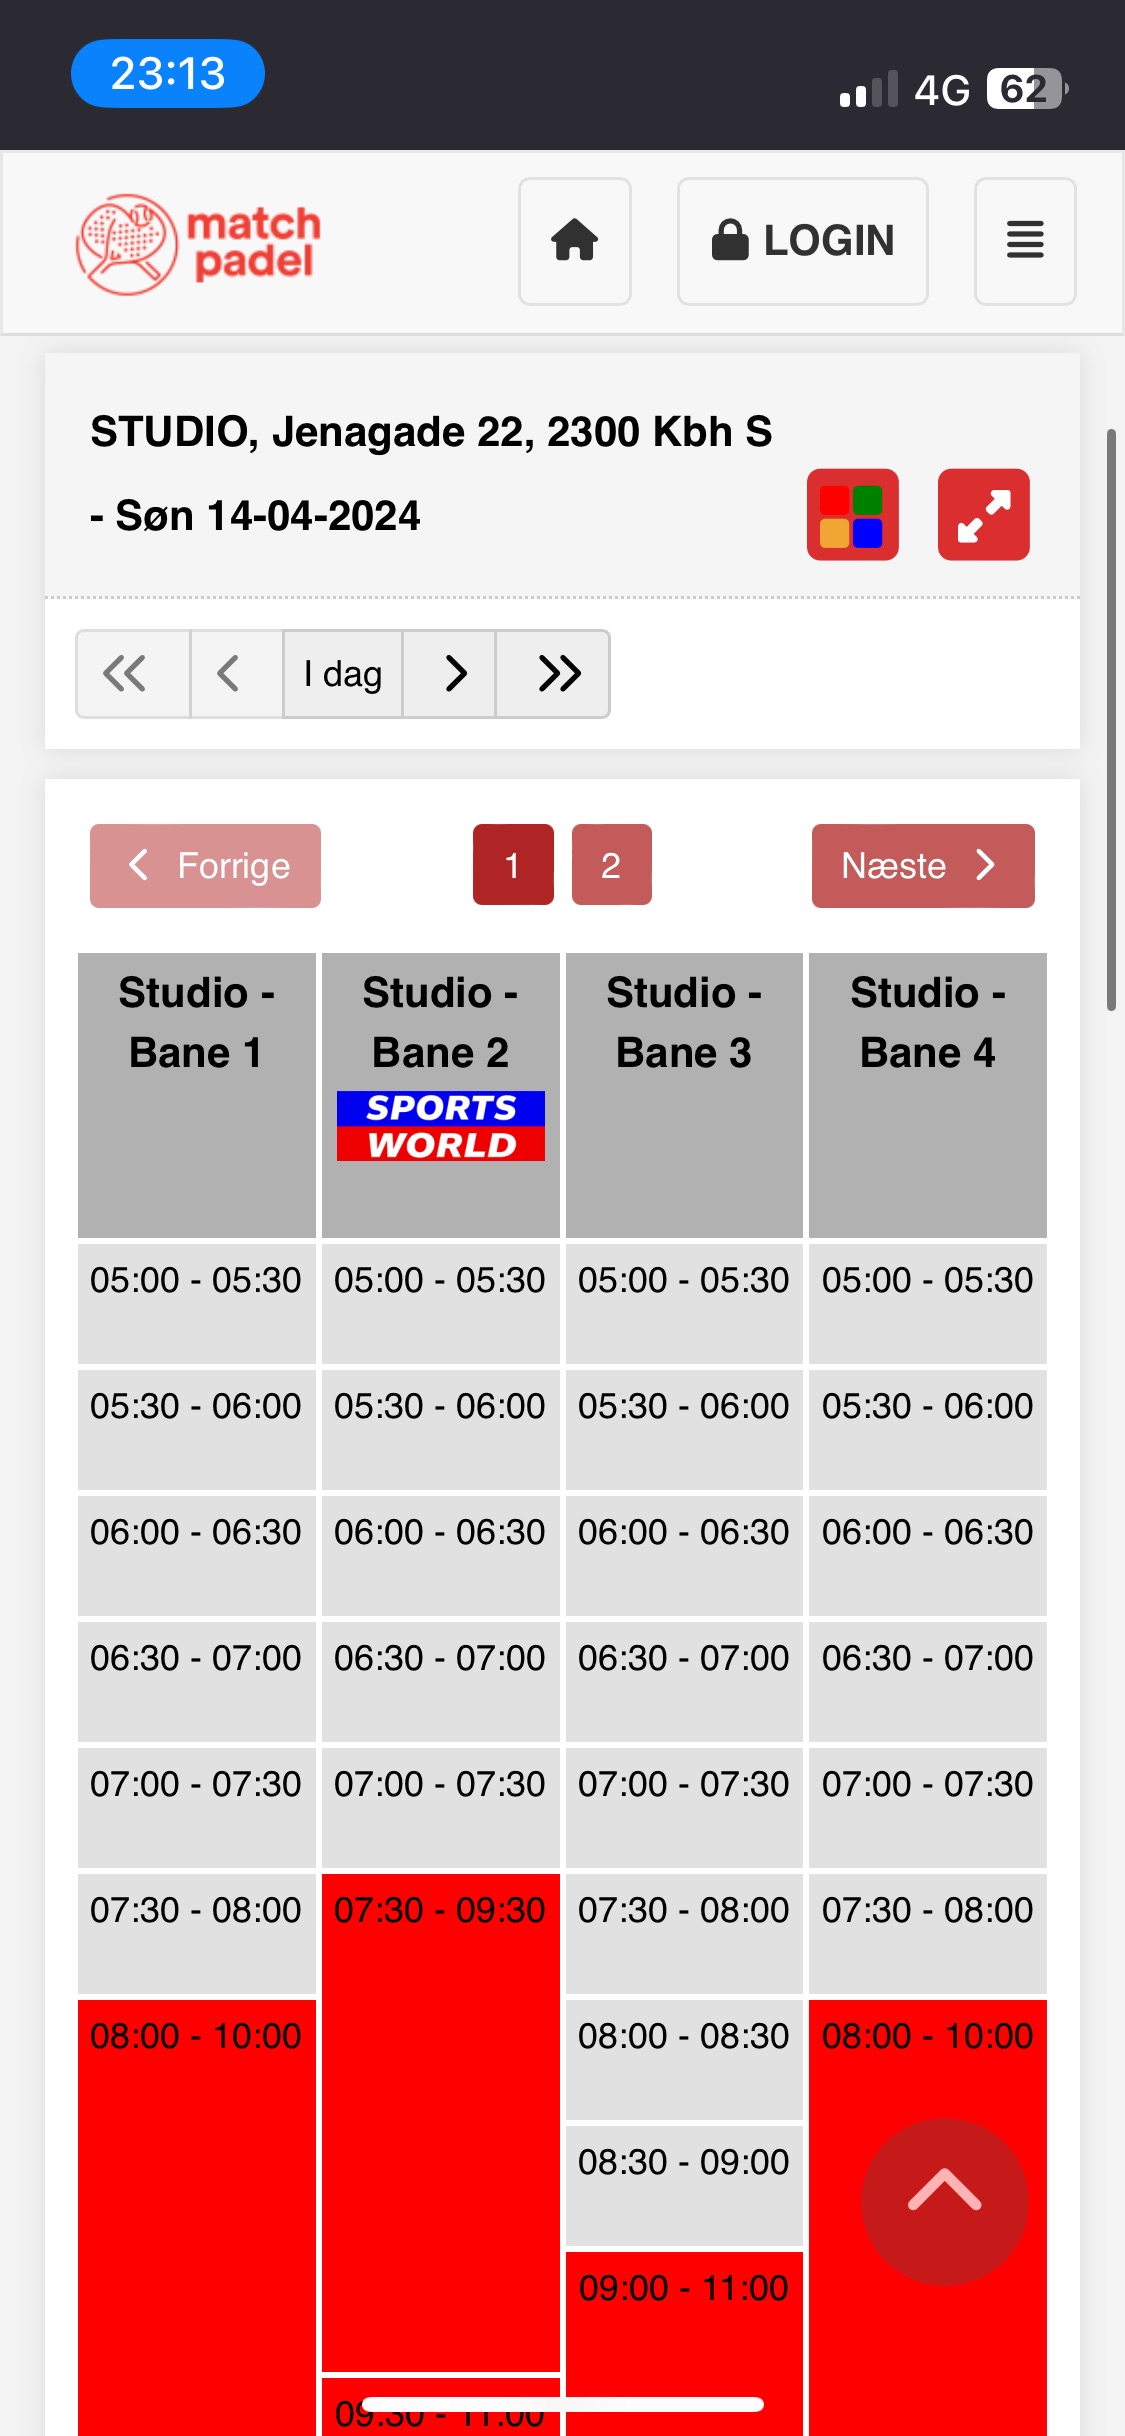 23:13
4G 62
match
padel
LOGIN
STUDIO, Jenagade 22, 2300 Kbh S
- Søn 14-04-2024
I dag
Forrige 1 2 Næste
Studio - Studio - Studio - Studio -
Bane 1 Bane 2 Bane 3 Bane 4
SPORTS
WORLD
05:00 - 05:30 05:00 - 05:30 05:00 - 05:30 05:00 - 05:30
05:30 - 06:00 05:30 - 06:00 05:30 - 06:00 05:30 - 06:00
06:00 - 06:30 06:00 - 06:30 06:00 - 06:30 06:00 - 06:30
06:30 - 07:00 06:30 - 07:00 06:30 - 07:00 06:30 - 07:00
07:00 - 07:30 07:00 - 07:30 07:00 - 07:30 07:00 - 07:30
07:30 - 08:00 07:30 - 09:30 07:30 - 08:00 07:30 - 08:00
08:00 - 10:00 08:00 - 08:30 08:00 - 10:00
08:30 - 09:00
09:00 - 11:00
09:30 - 11:00